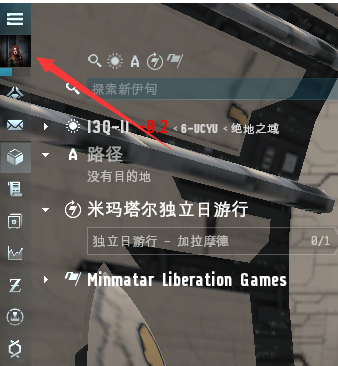 探索新伊甸
I3Q-II -0.2 < 6-UCYU < 绝地之域
路径
没有目的地
米玛塔尔独立日游行
独立日游行 - 加拉摩德 0/1
Minmatar Liberation Games